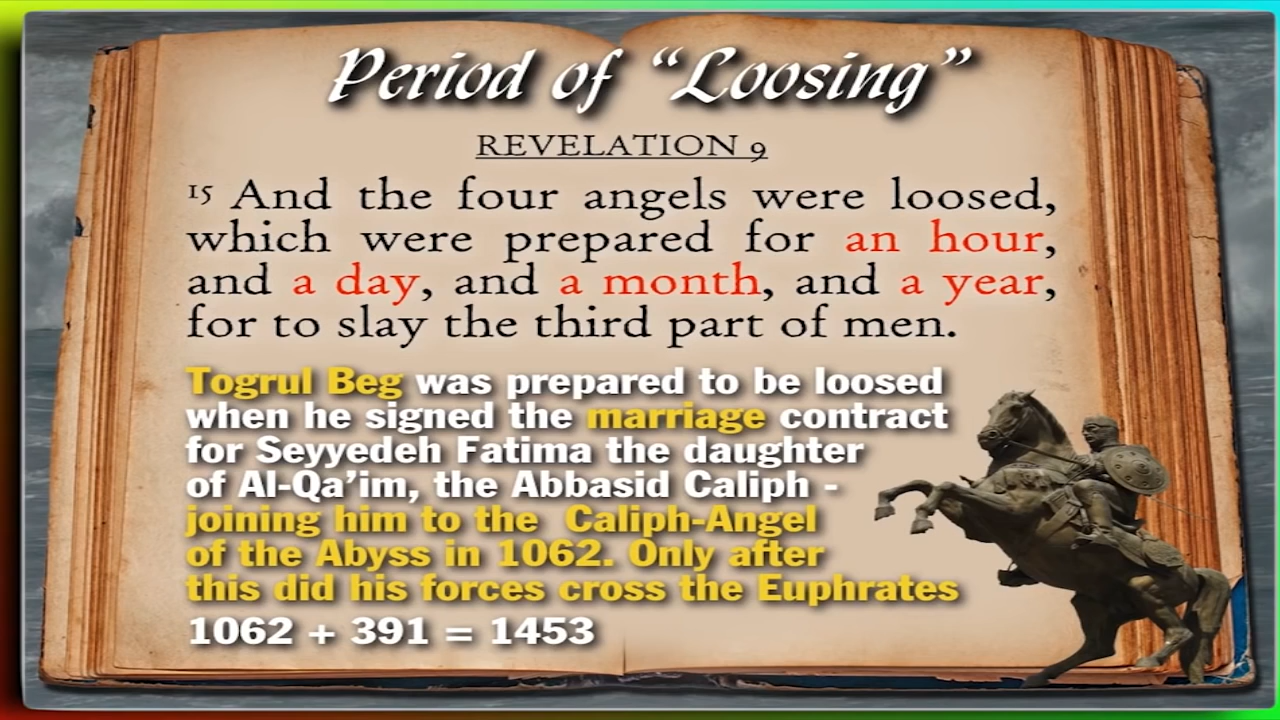 Period of “Loosing”
REVELATION 9
15 And the four angels were loosed,
which were prepared for an hour,
and a day, and a month, and a year,
for to slay the third part of men.
Togrul Beg was prepared to be loosed
when he signed the marriage contract
for Seyyedeh Fatima the daughter
of Al-Qa’im, the Abbasid Caliph -
joining him to the Caliph-Angel
of the Abyss in 1062. Only after
this did his forces cross the Euphrates
1062 + 391 = 1453